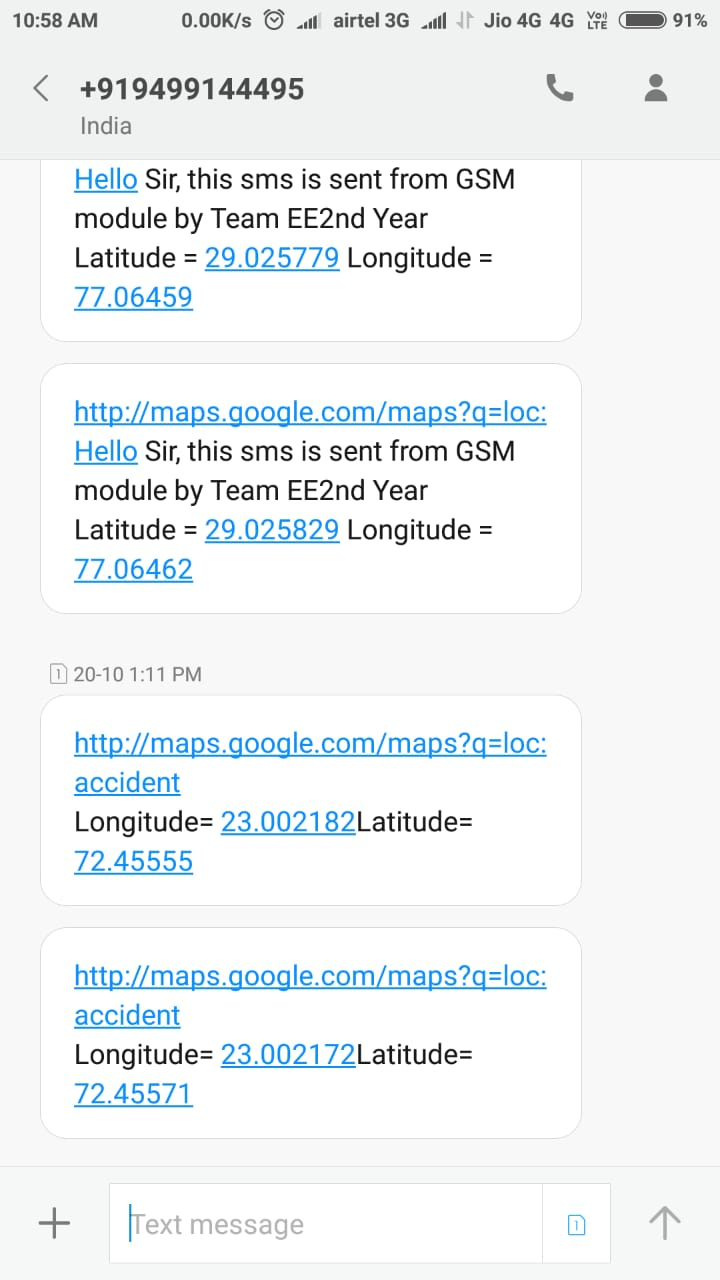 10:58 AM 0.00K/s airtel 3G Jio 4G 4G Vo)) LTE 91%
+919499144495
India
Hello Sir, this sms is sent from GSM
module by Team EE2nd Year
Latitude = 29.025779 Longitude =
77.06459
http://maps.google.com/maps?q=loc:
Hello Sir, this sms is sent from GSM
module by Team EE2nd Year
Latitude = 29.025829 Longitude =
77.06462
1 20-10 1:11 PM
http://maps.google.com/maps?q=loc:
accident
Longitude= 23.002182Latitude=
72.45555
http://maps.google.com/maps?q=loc:
accident
Longitude= 23.002172Latitude=
72.45571
Text message 1